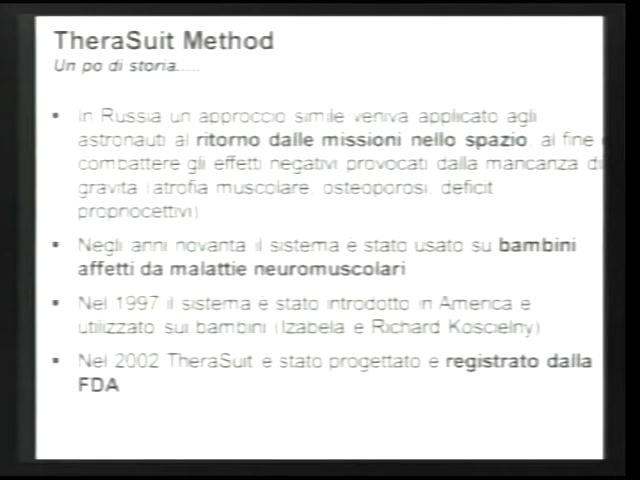 TheraSuit Method
Un po di storia.....
▪ In Russia un approccio simile veniva applicato agli
astronauti al ritorno dalle missioni nello spazio, al fine
combattere gli effetti negativi provocati dalla mancanza di
gravità (atrofia muscolare, osteoporosi, deficit
propriocettivi)
▪ Negli anni novanta il sistema è stato usato su bambini
affetti da malattie neuromuscolari
▪ Nel 1997 il sistema e stato introdotto in America e
utilizzato sui bambini (Izabela e Richard Koscielny)
▪ Nel 2002 TheraSuit è stato progettato e registrato dalla
FDA